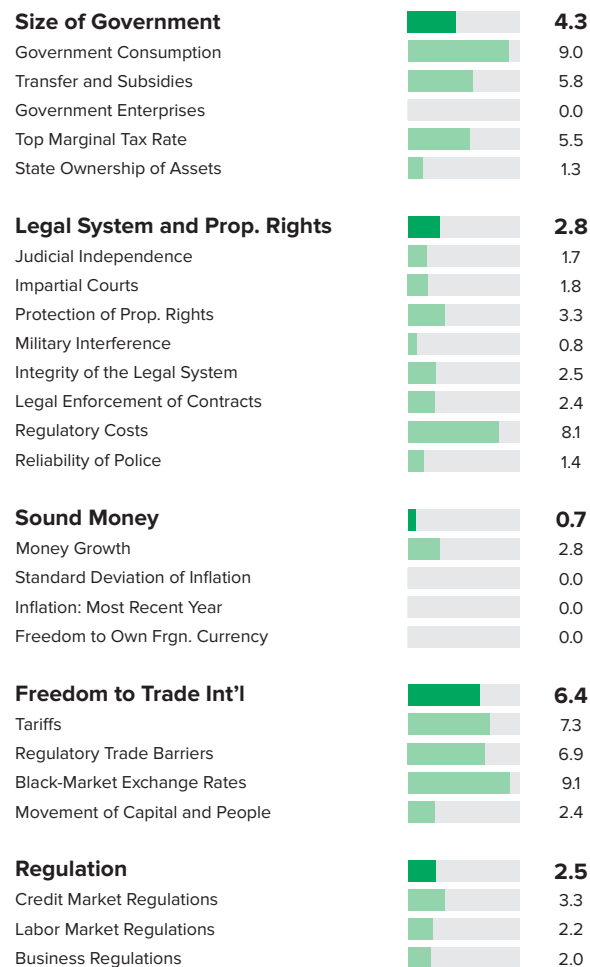 Size of Government 4.3
Government Consumption 9.0
Transfer and Subsidies 5.8
Government Enterprises 0.0
Top Marginal Tax Rate 5.5
State Ownership of Assets 1.3
Legal System and Prop. Rights 2.8
Judicial Independence 1.7
Impartial Courts 1.8
Protection of Prop. Rights 3.3
Military Interference 0.8
Integrity of the Legal System 2.5
Legal Enforcement of Contracts 2.4
Regulatory Costs 8.1
Reliability of Police 1.4
Sound Money 0.7
Money Growth 2.8
Standard Deviation of Inflation 0.0
Inflation: Most Recent Year 0.0
Freedom to Own Frgn. Currency 0.0
Freedom to Trade Int’l 6.4
Tariffs 7.3
Regulatory Trade Barriers 6.9
Black-Market Exchange Rates 9.1
Movement of Capital and People 2.4
Regulation 2.5
Credit Market Regulations 3.3
Labor Market Regulations 2.2
Business Regulations 2.0